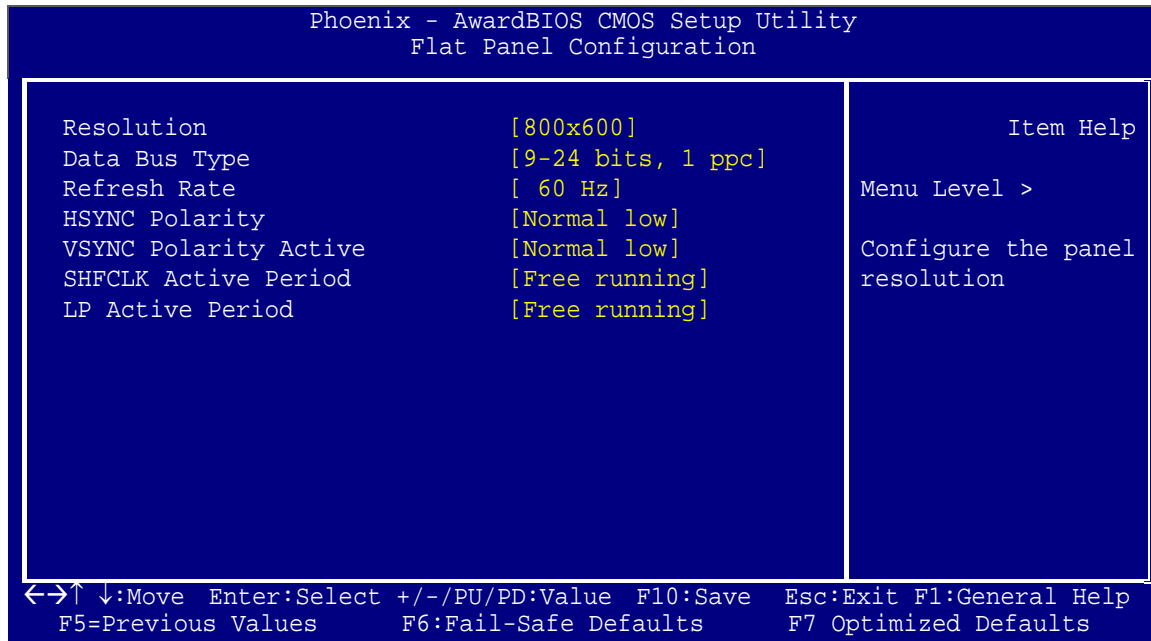 Phoenix - AwardBIOS CMOS Setup Utility
Flat Panel Configuration
Resolution [800x600]
Data Bus Type [9-24 bits, 1 ppc]
Refresh Rate [ 60 Hz]
HSYNC Polarity [Normal low]
VSYNC Polarity Active [Normal low]
SHFCLK Active Period [Free running]
LP Active Period [Free running]
Item Help
Menu Level >
Configure the panel
resolution
←→↑ ↓:Move Enter:Select +/-/PU/PD:Value F10:Save Esc:Exit F1:General Help
F5=Previous Values F6:Fail-Safe Defaults F7 Optimized Defaults